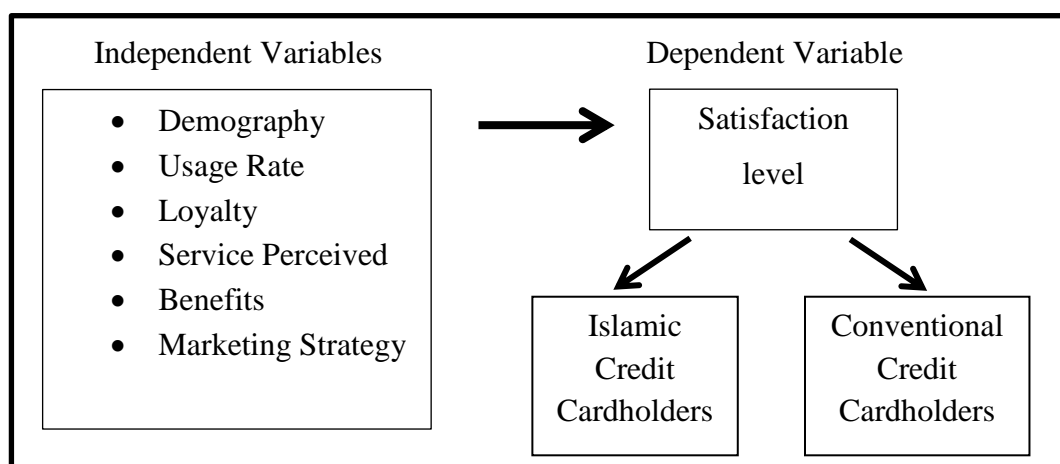 Independent Variables
• Demography
• Usage Rate
• Loyalty
• Service Perceived
• Benefits
• Marketing Strategy
Dependent Variable
Satisfaction
level
Islamic
Credit
Cardholders
Conventional
Credit
Cardholders